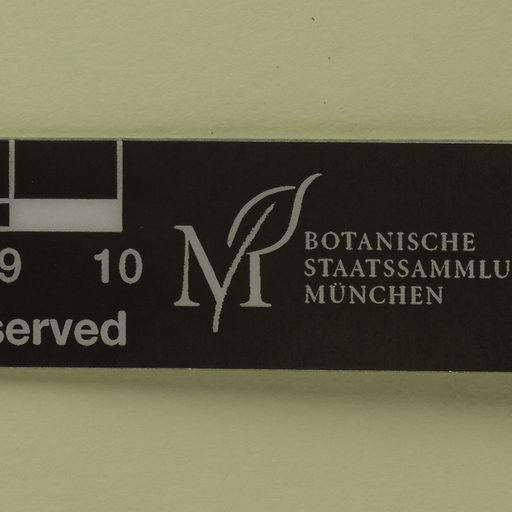 9 10
served
M
BOTANISCHE
STAATSSAMMLU
MÜNCHEN